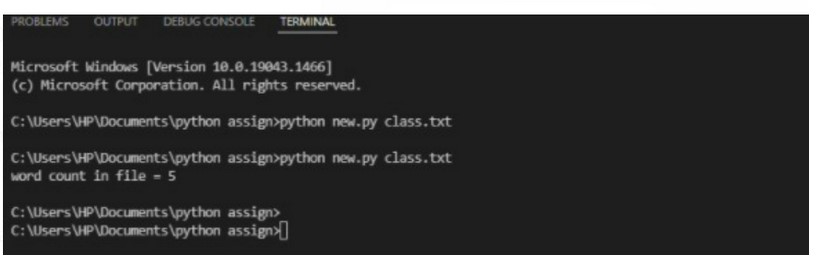 PROBLEMS OUTPUT DEBUG CONSOLE TERMINAL
Microsoft Windows [Version 10.0.19043.1466]
(c) Microsoft Corporation. All rights reserved.
C:\Users\HP\Documents\python assign>python new.py class.txt
C:\Users\HP\Documents\python assign>python new.py class.txt
word count in file = 5
C:\Users\HP\Documents\python assign>
C:\Users\HP\Documents\python assign>